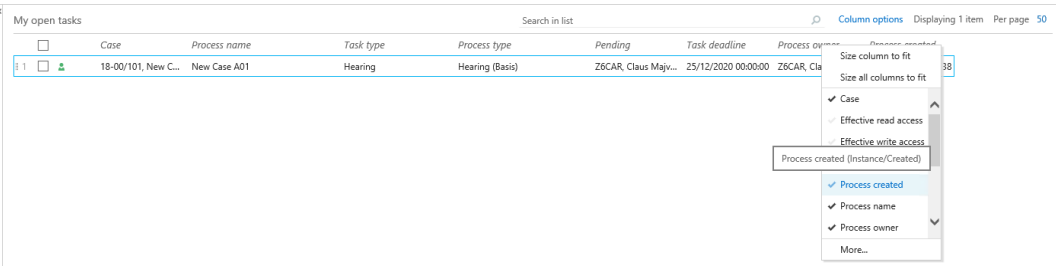 My open tasks Search in list Column options Displaying 1 item Per page 50
Case Process name Task type Process type Pending Task deadline Process owner Process created
1 18-00/101, New C... New Case A01 Hearing Hearing (Basis) Z6CAR, Claus Majv... 25/12/2020 00:00:00 Z6CAR, Cla 38
Size column to fit
Size all columns to fit
Case
Effective read access
Effective write access
Process created (Instance/Created)
Process created
Process name
Process owner
More...